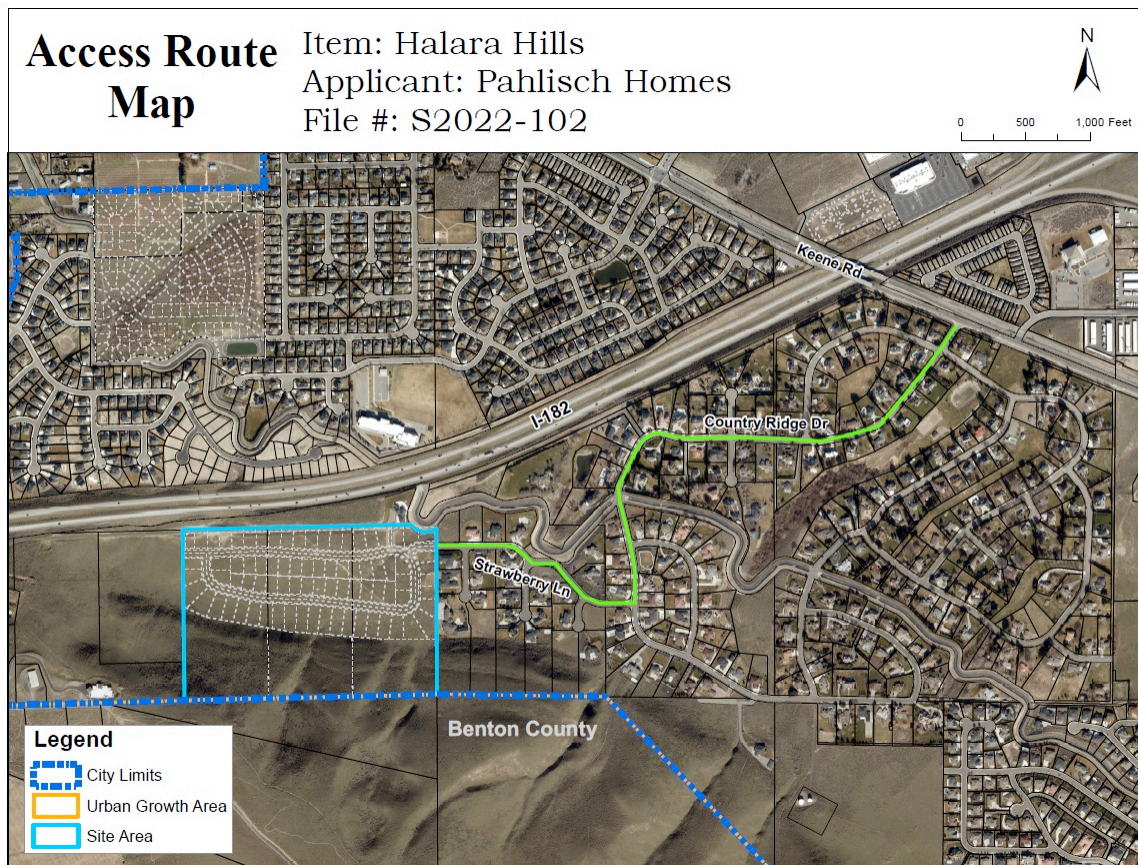 Access Route
Map
Item: Halara Hills
Applicant: Pahlisch Homes
File #: S2022-102
N
0 500 1,000 Feet
Keene Rd
I-182
Country Ridge Dr
Strawberry Ln
Benton County
Legend
City Limits
Urban Growth Area
Site Area